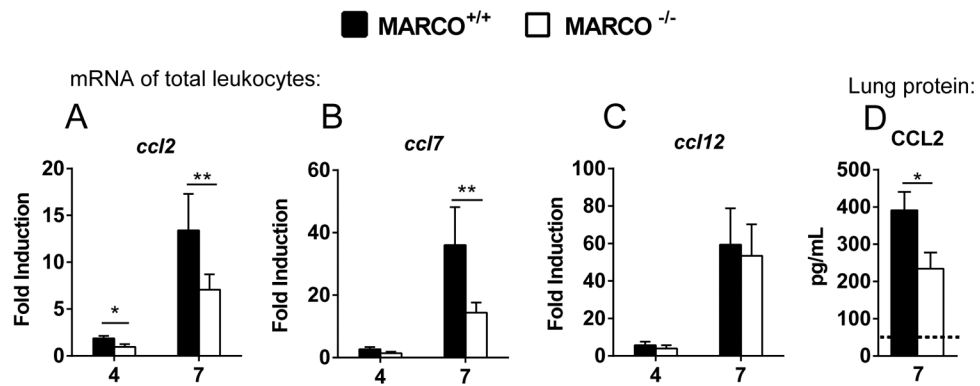 MARCO+/+ MARCO -/-
mRNA of total leukocytes:
Lung protein:
A
ccl2
Fold Induction
20
15
10
5
0
*
**
4 7
B
ccl7
Fold Induction
60
40
20
0
**
4 7
C
ccl12
Fold Induction
100
80
60
40
20
0
4 7
D
CCL2
pg/mL
500
400
300
200
100
0
*
7